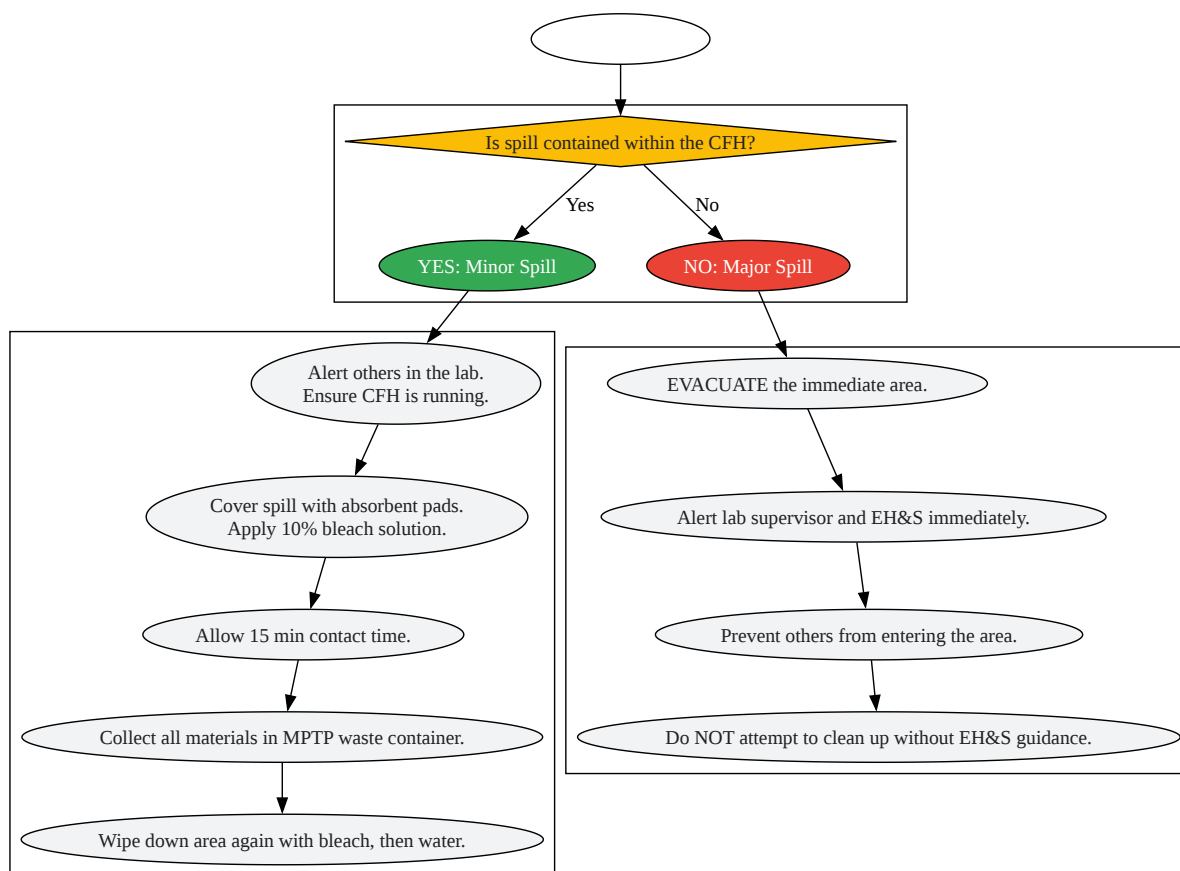 Is spill contained within the CFH?
Yes
No
YES: Minor Spill
NO: Major Spill
Alert others in the lab.
Ensure CFH is running.
Cover spill with absorbent pads.
Apply 10% bleach solution.
Allow 15 min contact time.
Collect all materials in MPTP waste container.
Wipe down area again with bleach, then water.
EVACUATE the immediate area.
Alert lab supervisor and EH&S immediately.
Prevent others from entering the area.
Do NOT attempt to clean up without EH&S guidance.